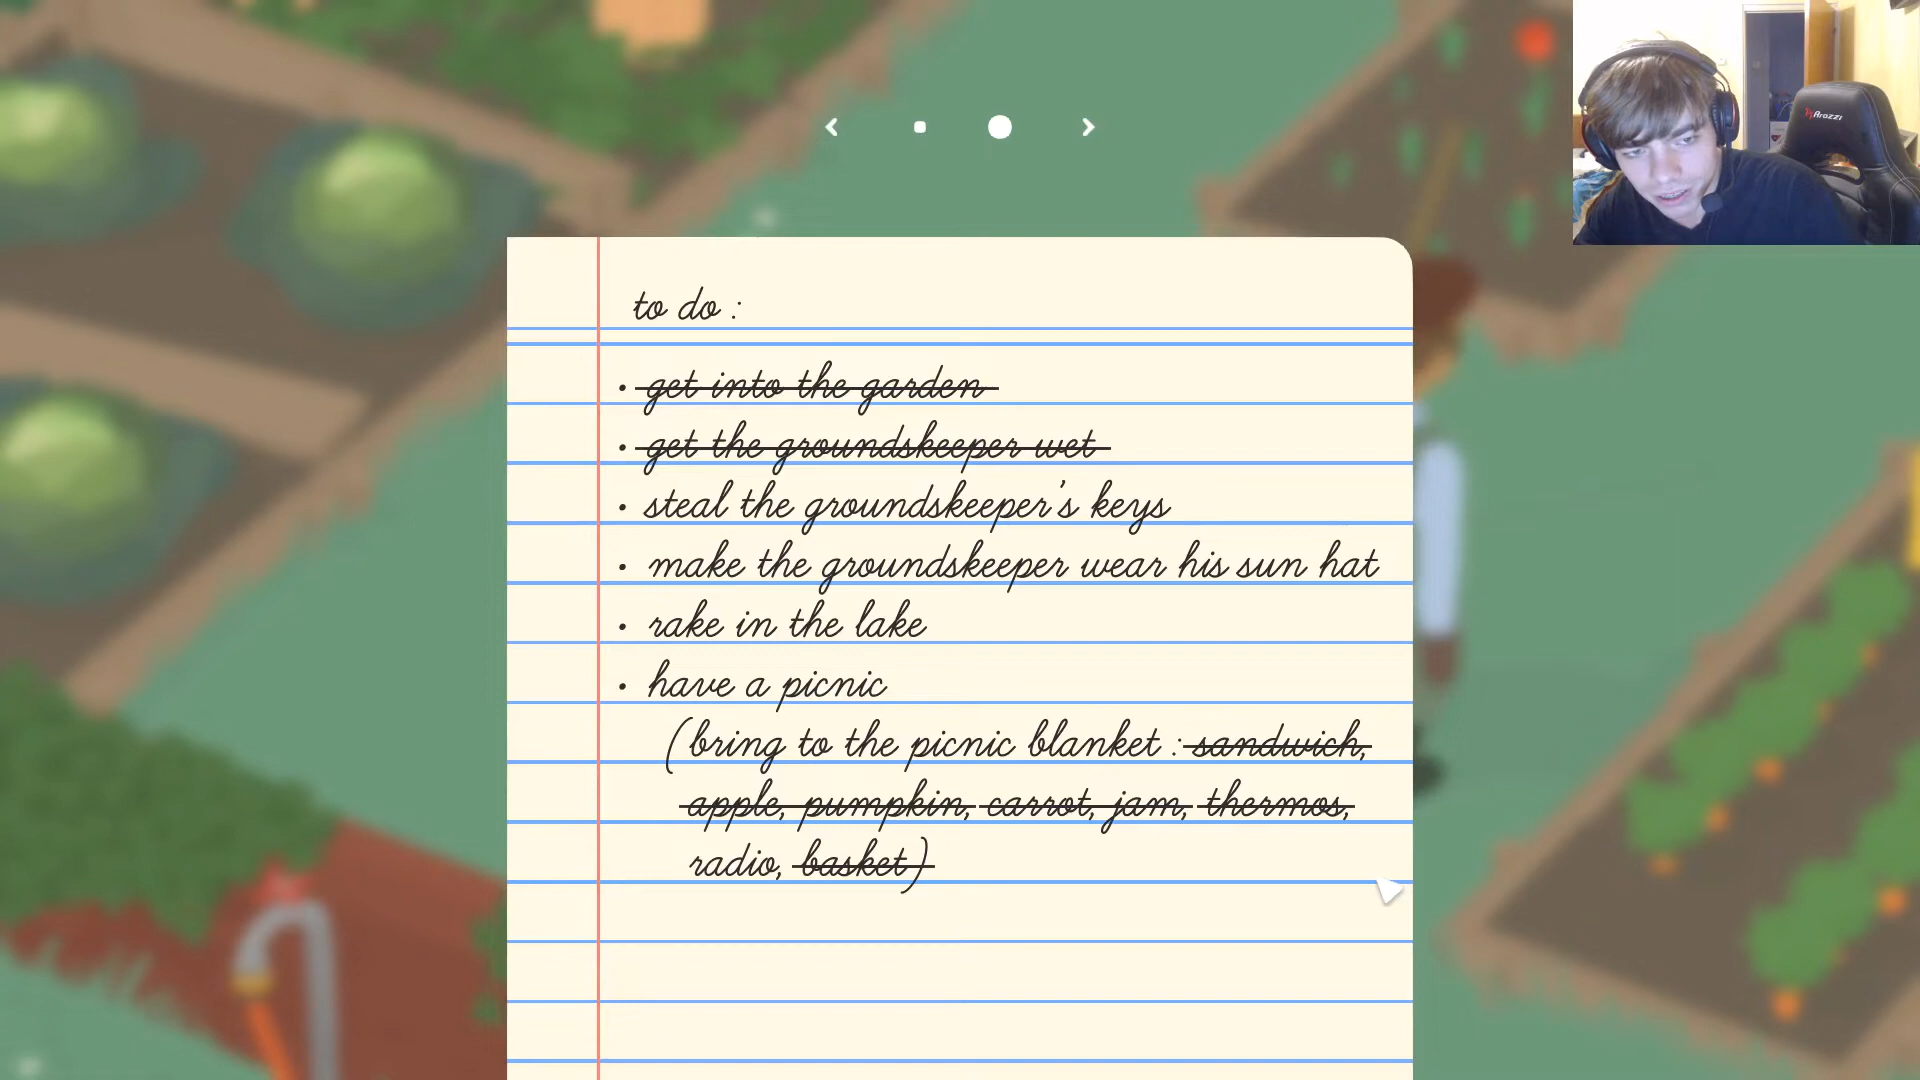 Arozzi
to do :
• get into the garden
• get the groundskeeper wet
• steal the groundskeeper's keys
• make the groundskeeper wear his sun hat
• rake in the lake
• have a picnic
(bring to the picnic blanket : sandwich,
apple, pumpkin, carrot, jam, thermos,
radio, basket)